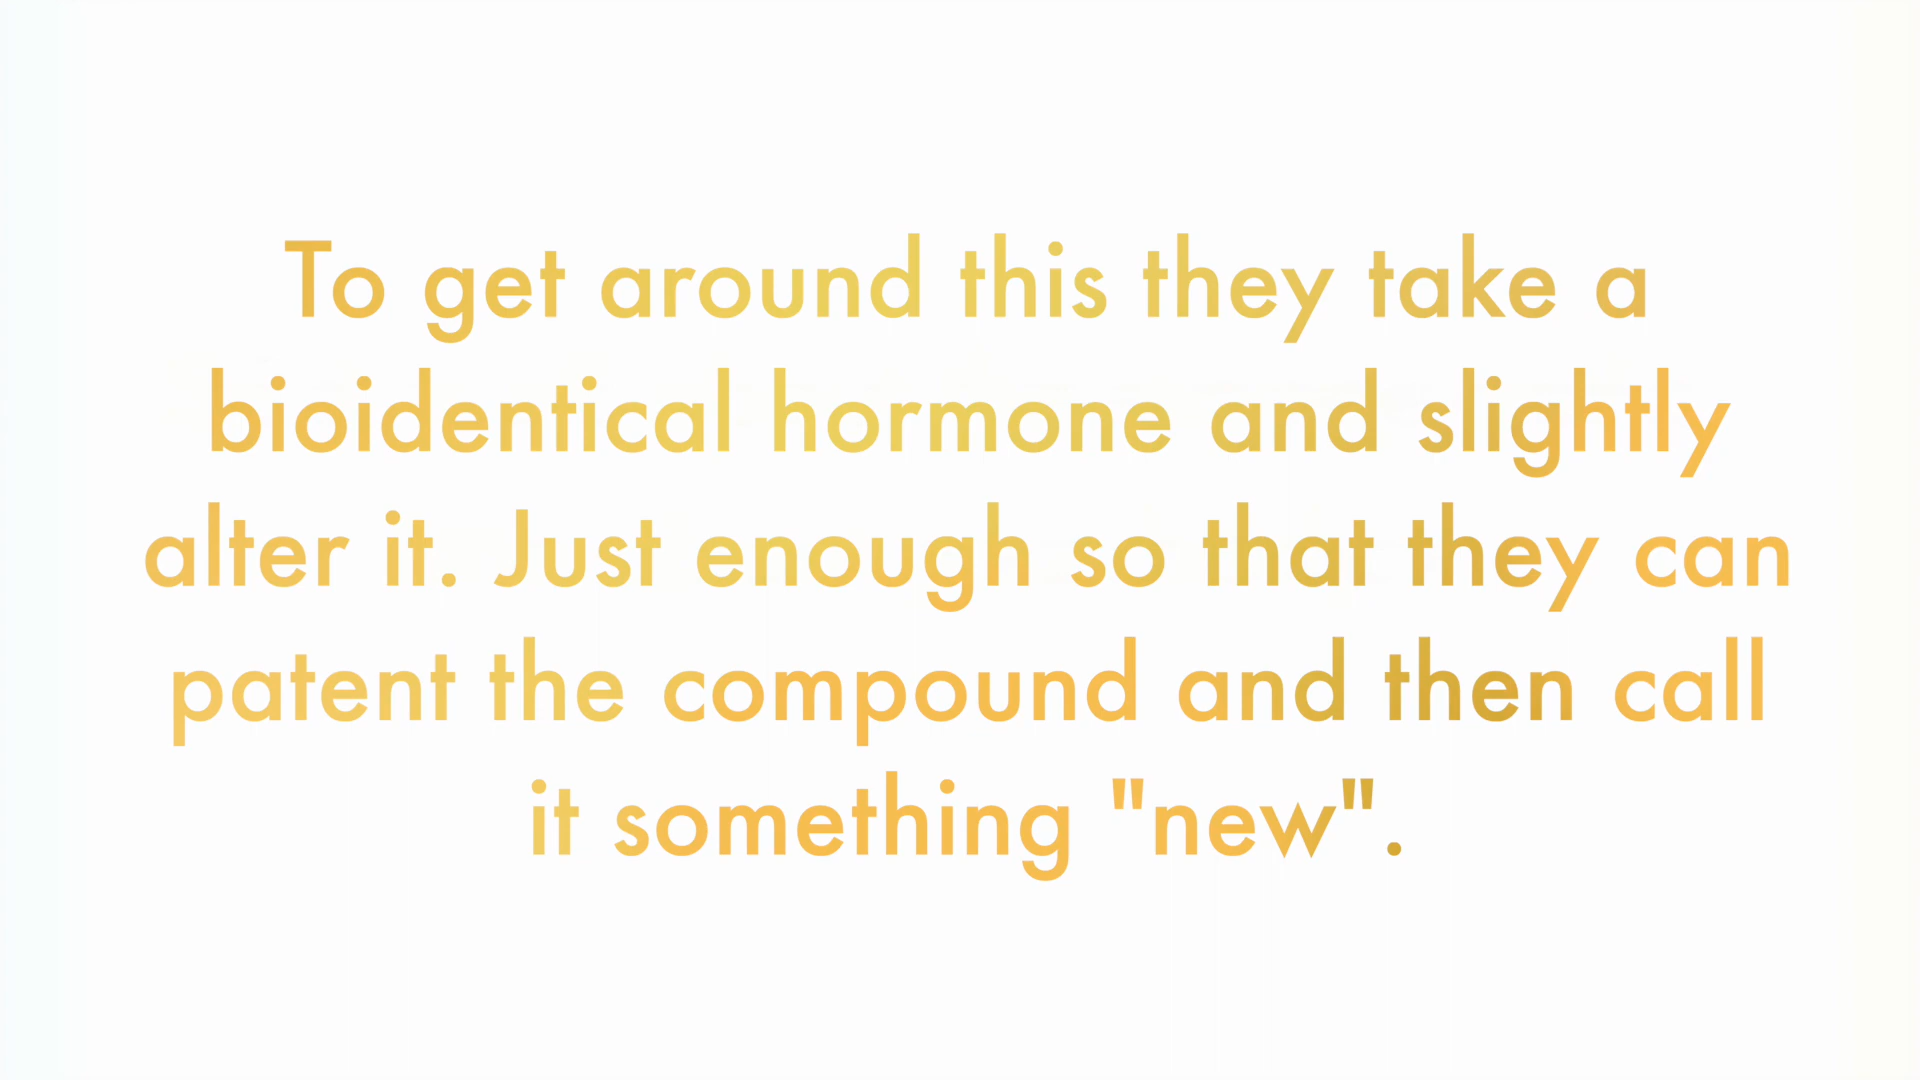 To get around this they take a
bioidentical hormone and slightly
alter it. Just enough so that they can
patent the compound and then call
it something "new".